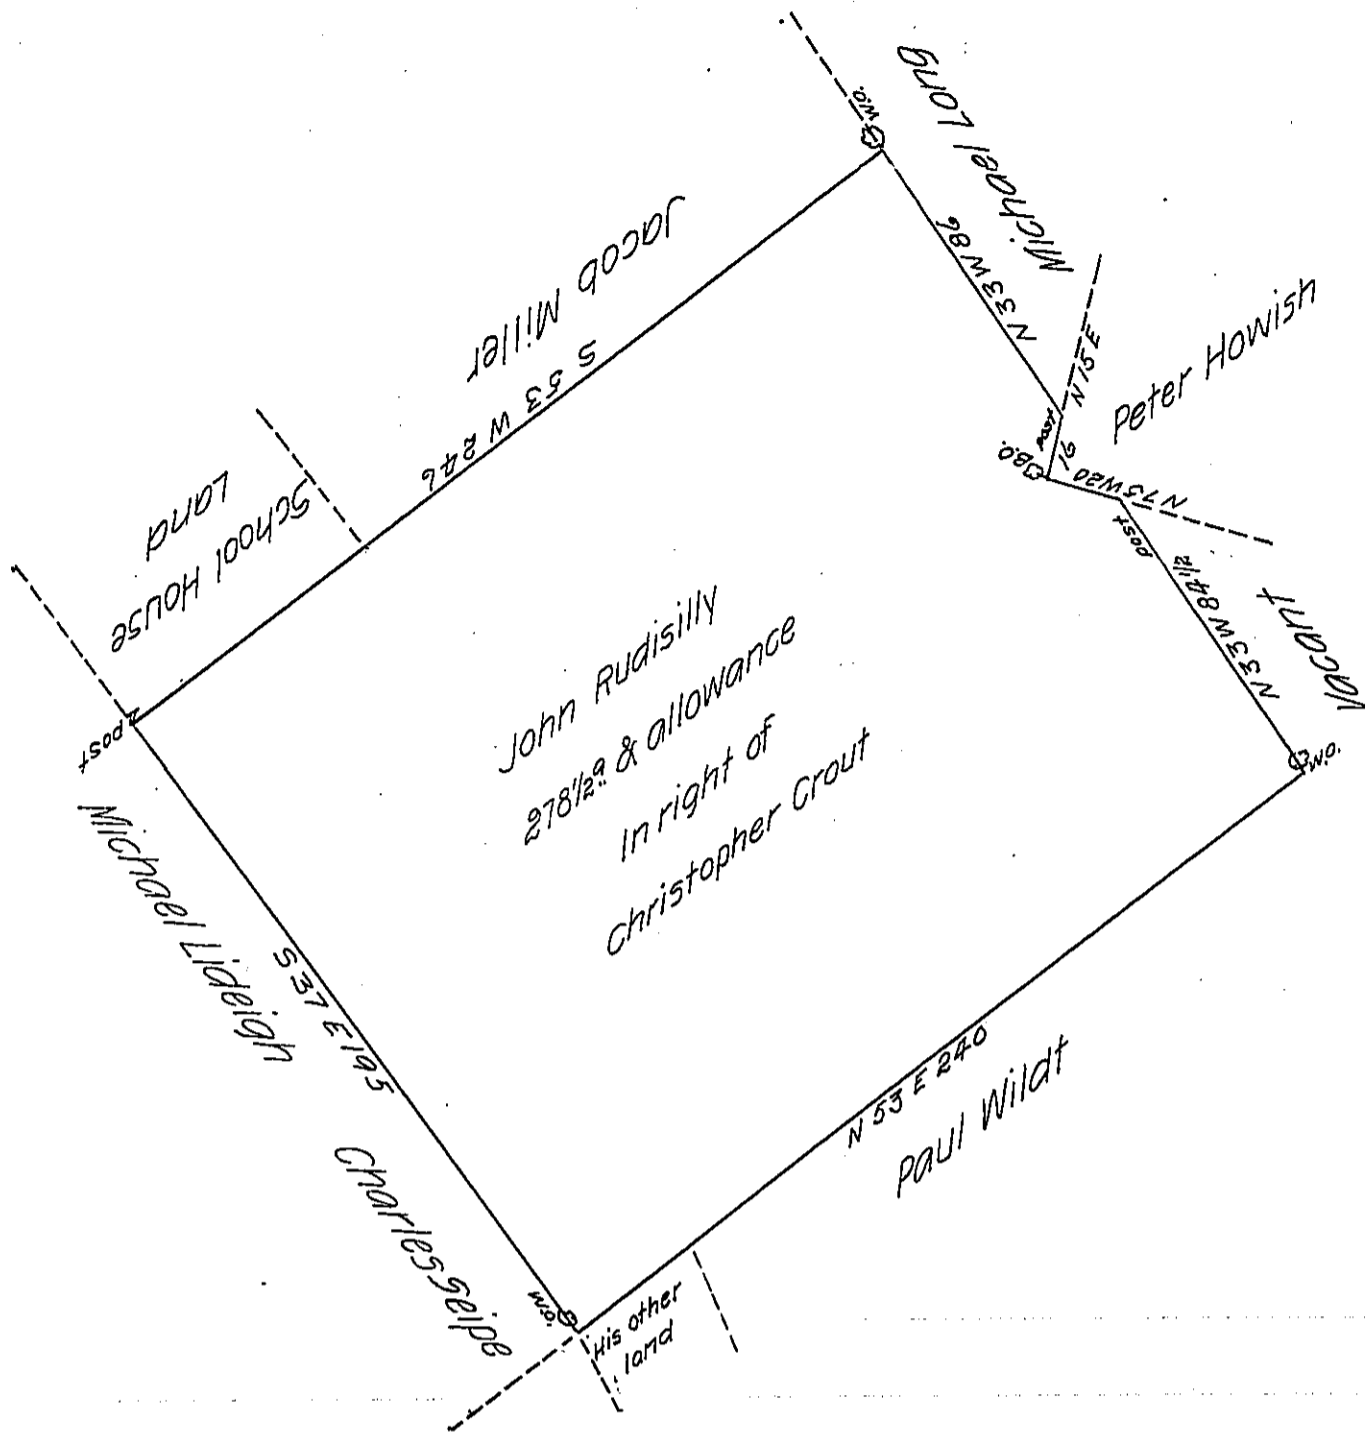 W.O.
Michael Long
N 33 W 86
Jacob Miller
S 53 W 246
School House
Land
post
N 15 E
post
16
B.O.
Peter Howish
N 75 W 20
post
N 33 W 84 1/2
Vacant
W.O.
John Rudisilly
278 1/2 a. & allowance
In right of
Christopher Crout
Michael Lideigh
S 37 E 195
Charles Seipe
W.O.
His other
land
N 53 E 240
Paul Wildt